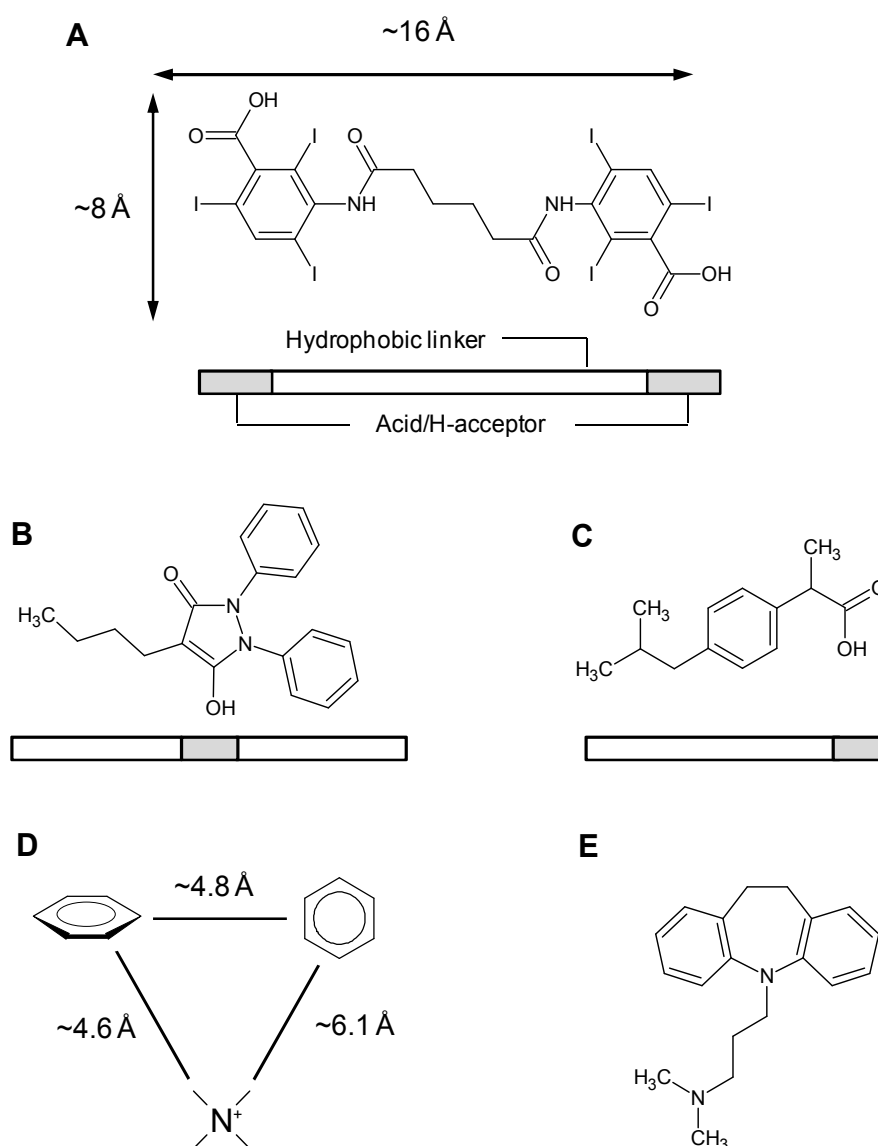 A
~16 Å
~8 Å
OH
O
I
O
I
NH
I
I
NH
I
I
O
I
O
OH
Hydrophobic linker
Acid/H-acceptor
B
O
N
N
H3C
OH
C
CH3
O
OH
CH3
H3C
D
~4.8 Å
~4.6 Å
~6.1 Å
N+
E
N
H3C
N
CH3